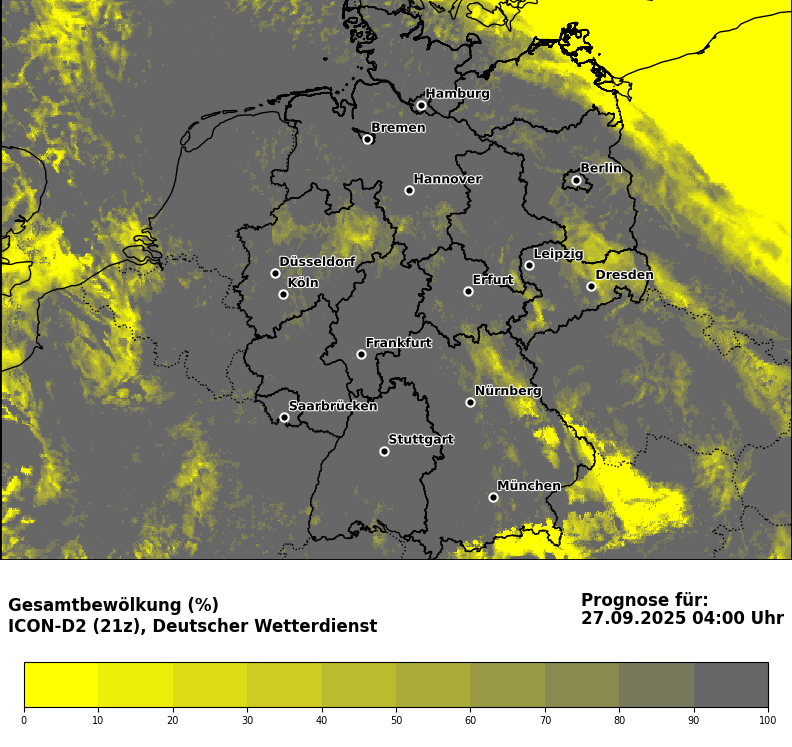 Hamburg
Bremen
Berlin
Hannover
Leipzig
Düsseldorf
Dresden
Köln
Erfurt
Frankfurt
Nürnberg
Saarbrücken
Stuttgart
München
Gesamtbewölkung (%)
ICON-D2 (21z), Deutscher Wetterdienst
Prognose für:
27.09.2025 04:00 Uhr
0 10 20 30 40 50 60 70 80 90 100